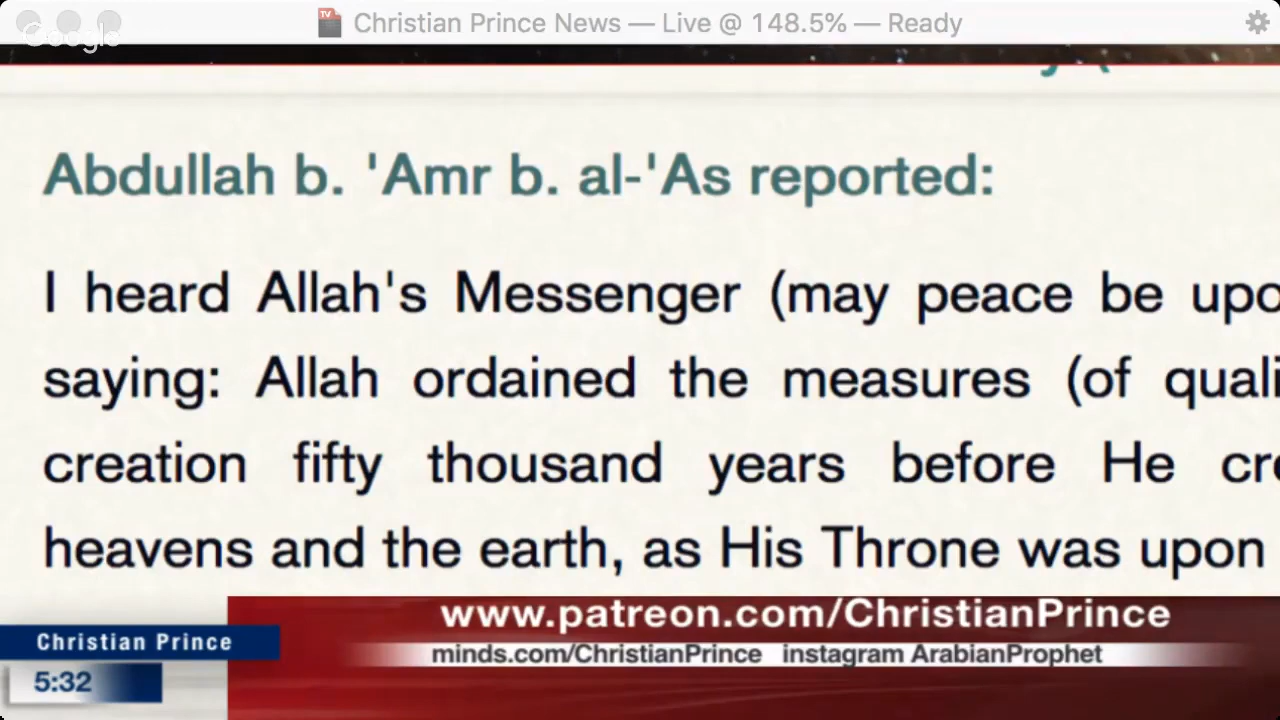 Christian Prince News — Live @ 148.5% — Ready
Google
TV
Abdullah b. 'Amr b. al-'As reported:
I heard Allah's Messenger (may peace be upo
saying: Allah ordained the measures (of quali
creation fifty thousand years before He cre
heavens and the earth, as His Throne was upon
www.patreon.com/ChristianPrince
Christian Prince
minds.com/ChristianPrince instagram ArabianProphet
5:32